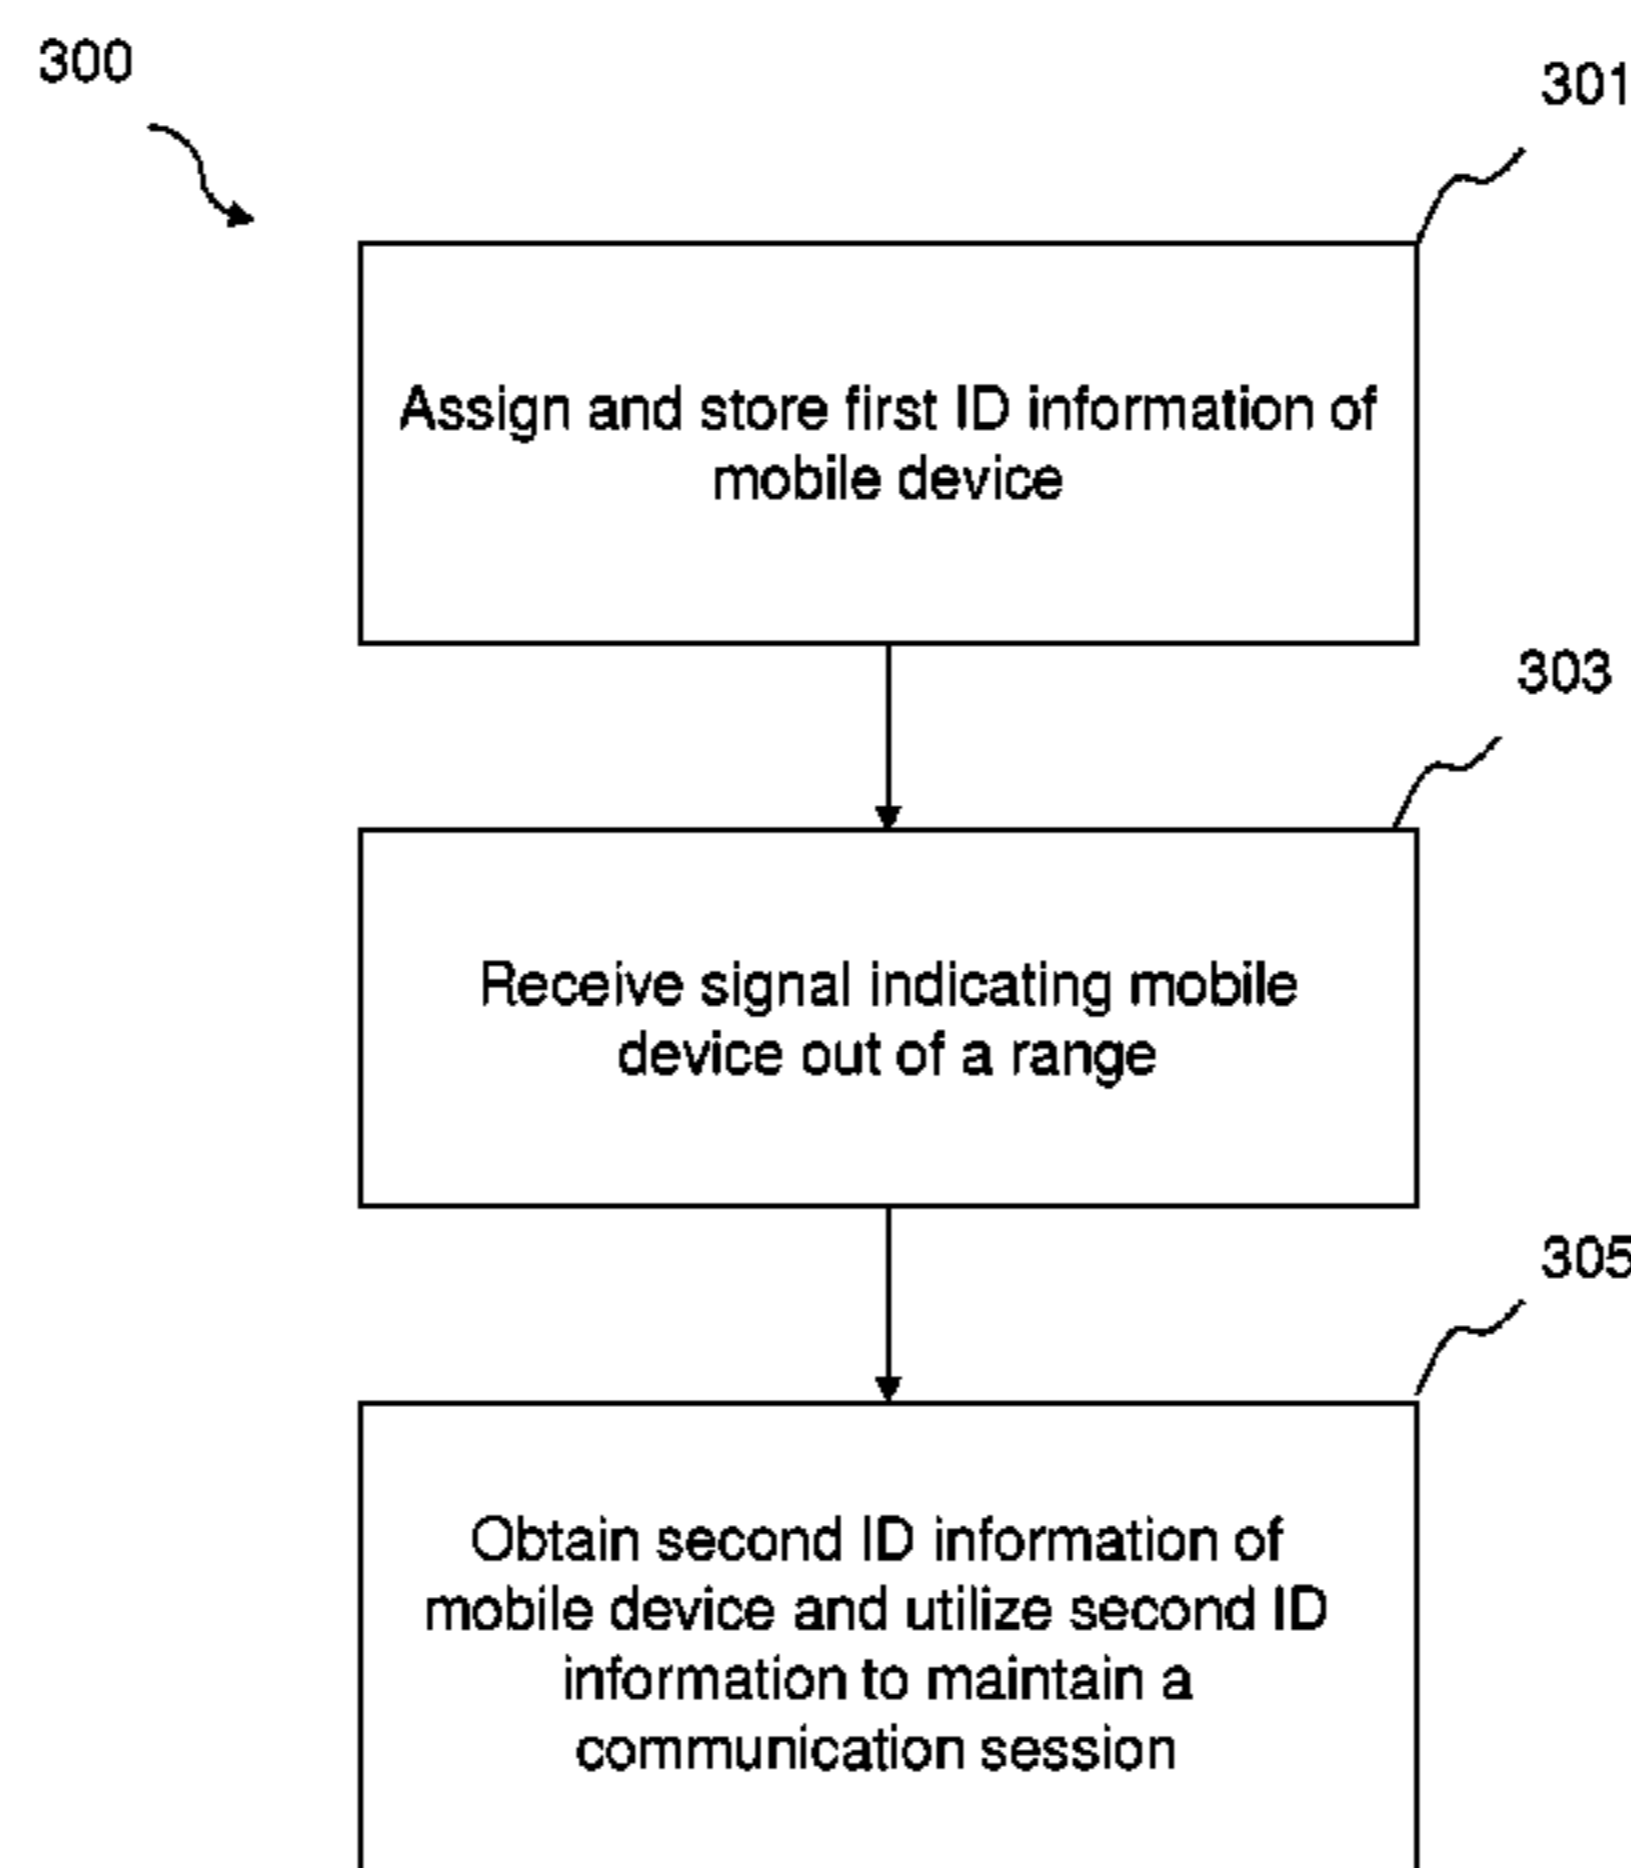 300
301
Assign and store first ID information of
mobile device
303
Receive signal indicating mobile
device out of a range
305
Obtain second ID information of
mobile device and utilize second ID
information to maintain a
communication session